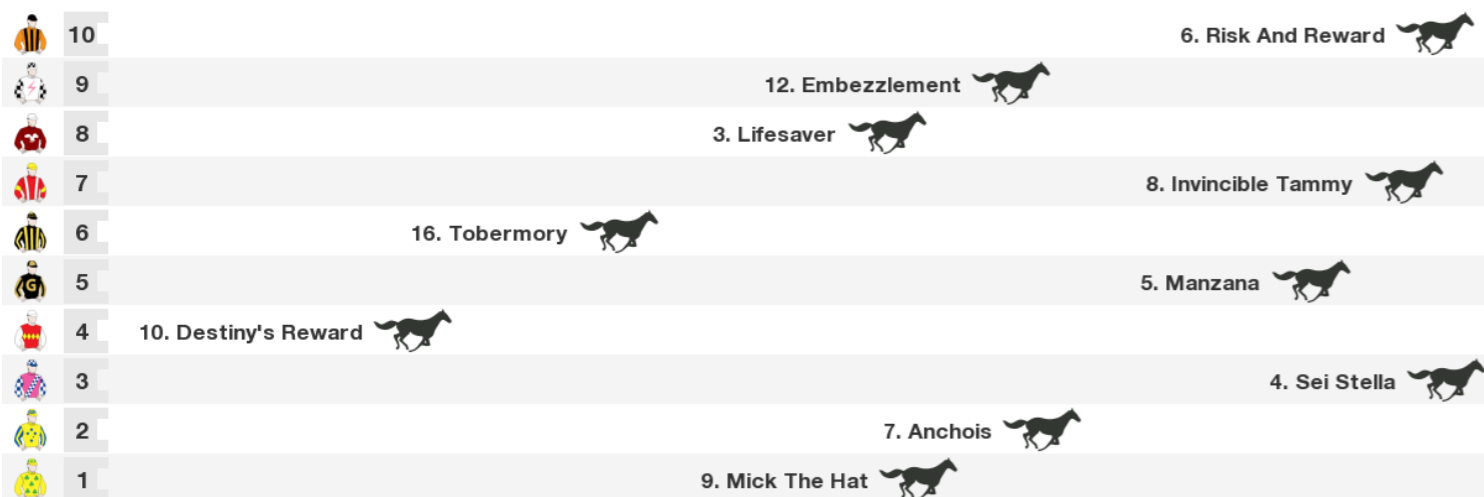 10 6. Risk And Reward
9 12. Embezzlement
8 3. Lifesaver
7 8. Invincible Tammy
6 16. Tobermory
5 5. Manzana
4 10. Destiny's Reward
3 4. Sei Stella
2 7. Anchois
1 9. Mick The Hat